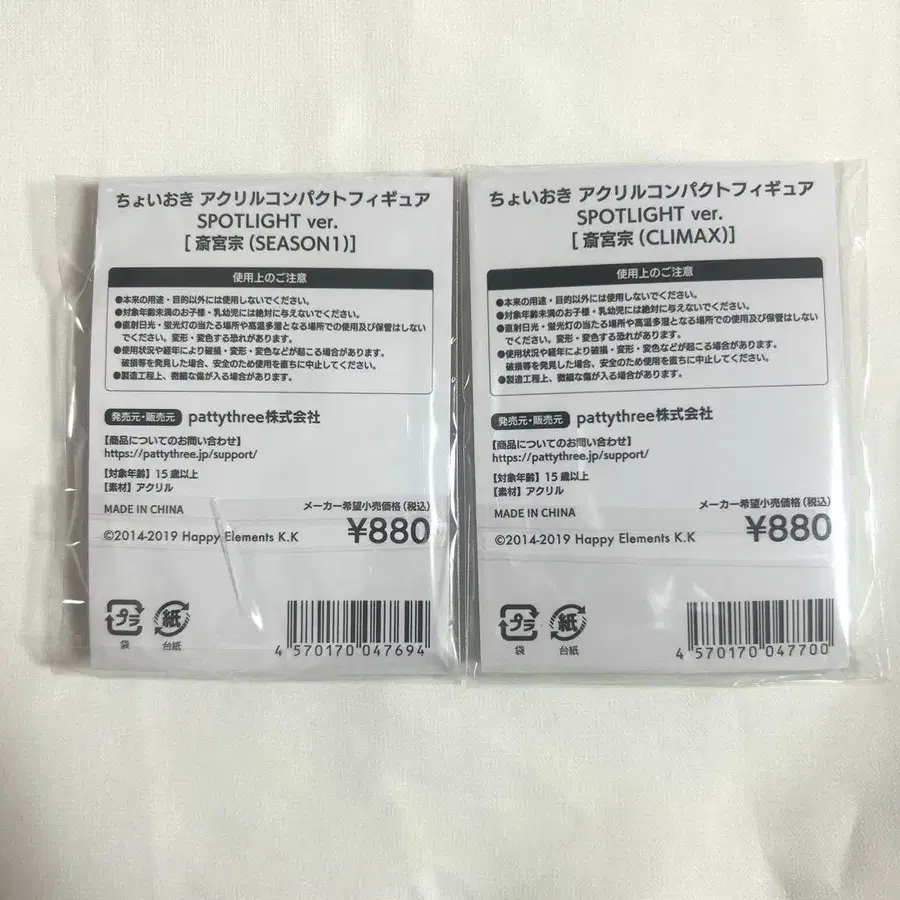 ちょいおき アクリルコンパクトフィギュア
SPOTLIGHT ver.
[ 斎宮宗 (SEASON1)]
使用上のご注意
●本来の用途・目的以外には使用しないでください。
●対象年齢未満のお子様・乳幼児には絶対に与えないでください。
●直射日光・蛍光灯の当たる場所や高温多湿となる場所での使用及び保管はしない
でください。変形・変色する恐れがあります。
●使用状況や経年により破損・変形・変色などが起こる場合があります。
破損等を発見した場合、安全のため使用を直ちに中止してください。
●製造工程上、微細な傷が入る場合があります。
発売元・販売元 pattythree株式会社
【商品についてのお問い合わせ】
https://pattythree.jp/support/
【対象年齢】15歳以上
【素材】アクリル
MADE IN CHINA
メーカー希望小売価格(税込)
¥880
©2014-2019 Happy Elements K.K
プラ
袋
紙
台紙
4 570170 047694
ちょいおき アクリルコンパクトフィギュア
SPOTLIGHT ver.
[ 斎宮宗 (CLIMAX)]
使用上のご注意
●本来の用途・目的以外には使用しないでください。
●対象年齢未満のお子様・乳幼児には絶対に与えないでください。
●直射日光・蛍光灯の当たる場所や高温多湿となる場所での使用及び保管はしない
でください。変形・変色する恐れがあります。
●使用状況や経年により破損・変形・変色などが起こる場合があります。
破損等を発見した場合、安全のため使用を直ちに中止してください。
●製造工程上、微細な傷が入る場合があります。
発売元・販売元 pattythree株式会社
【商品についてのお問い合わせ】
https://pattythree.jp/support/
【対象年齢】15歳以上
【素材】アクリル
MADE IN CHINA
メーカー希望小売価格(税込)
¥880
©2014-2019 Happy Elements K.K
プラ
袋
紙
台紙
4 570170 047700